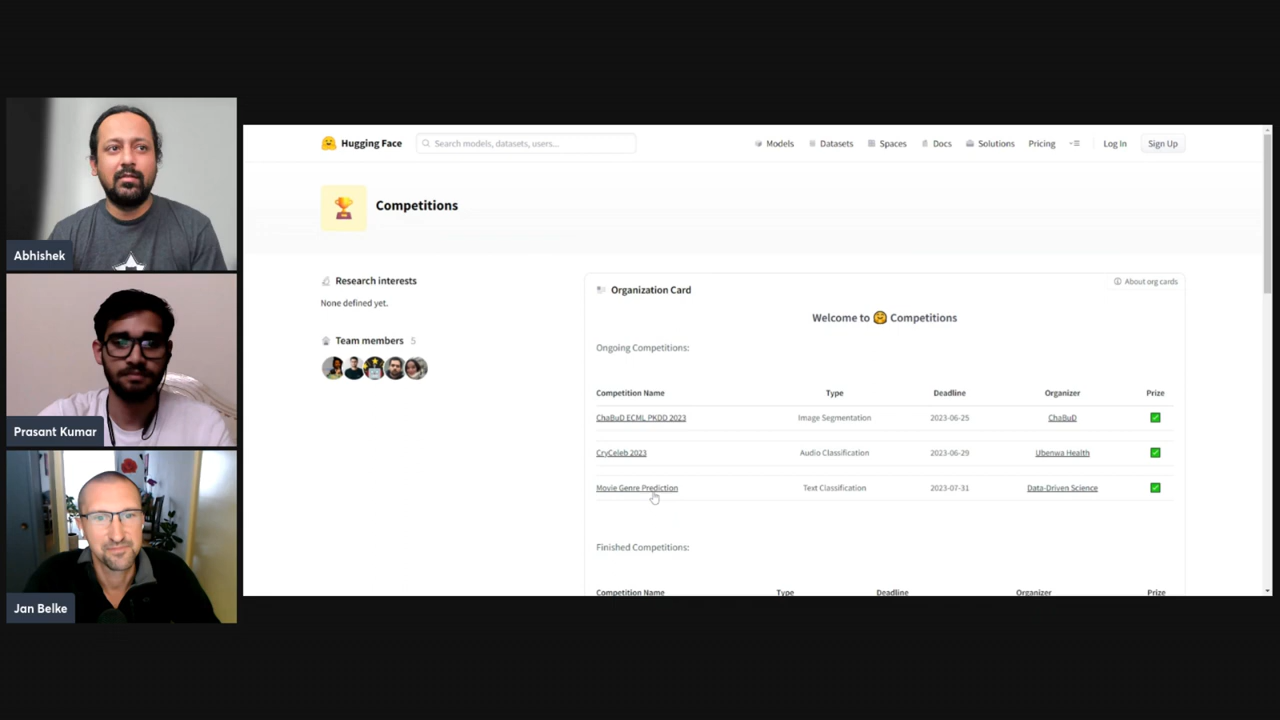 Abhishek
Prasant Kumar
Jan Belke
Hugging Face
Search models, datasets, users...
Models
Datasets
Spaces
Docs
Solutions
Pricing
Log In
Sign Up
Competitions
Research interests
None defined yet.
Team members 5
Organization Card
About org cards
Welcome to 🤗 Competitions
Ongoing Competitions:
Competition Name Type Deadline Organizer Prize
ChaBuD ECML PKDD 2023 Image Segmentation 2023-06-25 ChaBuD ✅
CryCeleb 2023 Audio Classification 2023-06-29 Ubenwa Health ✅
Movie Genre Prediction Text Classification 2023-07-31 Data-Driven Science ✅
Finished Competitions:
Competition Name Type Deadline Organizer Prize